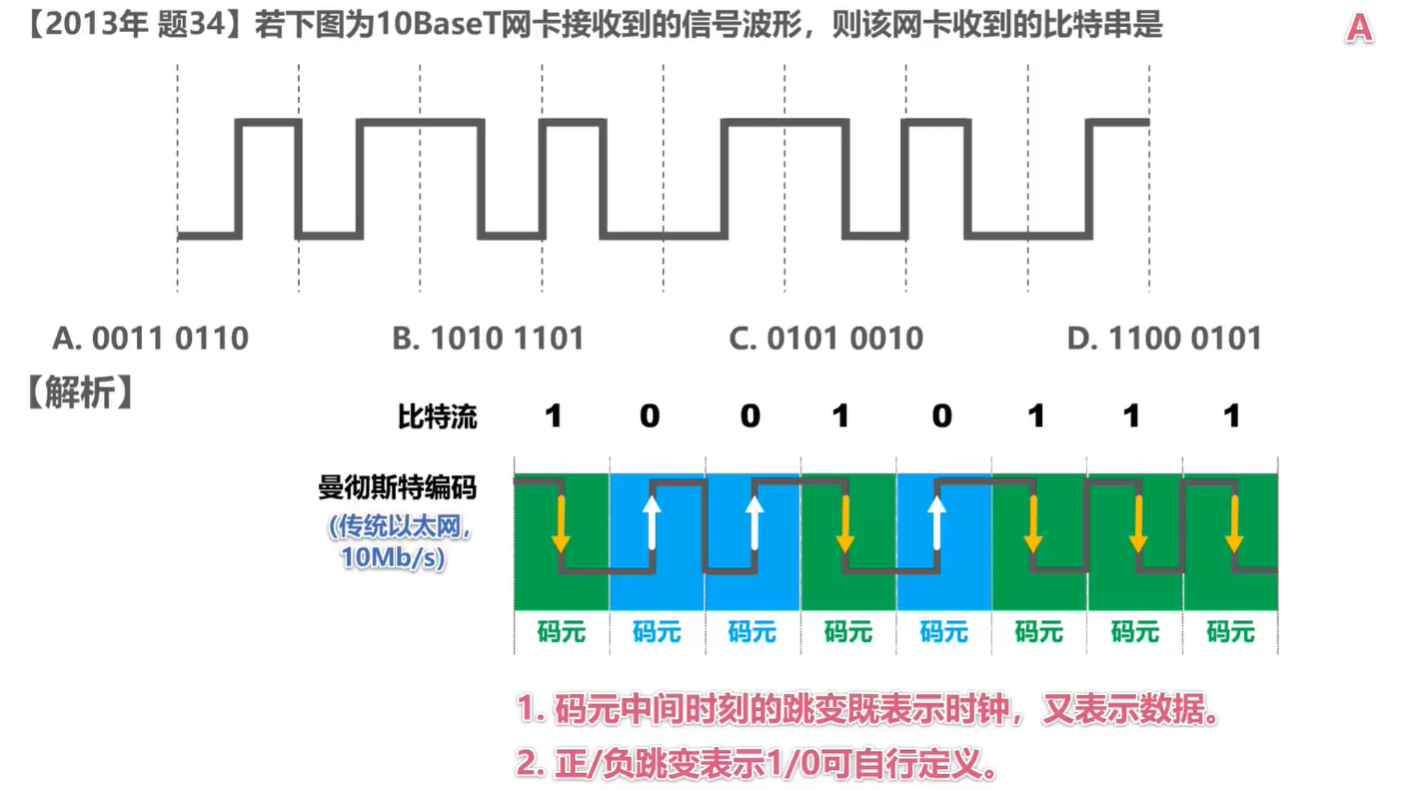 【2013年 题34】若下图为10BaseT网卡接收到的信号波形，则该网卡收到的比特串是 A
A. 0011 0110 B. 1010 1101 C. 0101 0010 D. 1100 0101
【解析】
比特流 1 0 0 1 0 1 1 1
曼彻斯特编码
(传统以太网,
10Mb/s)
码元 码元 码元 码元 码元 码元 码元 码元
1. 码元中间时刻的跳变既表示时钟，又表示数据。
2. 正/负跳变表示1/0可自行定义。